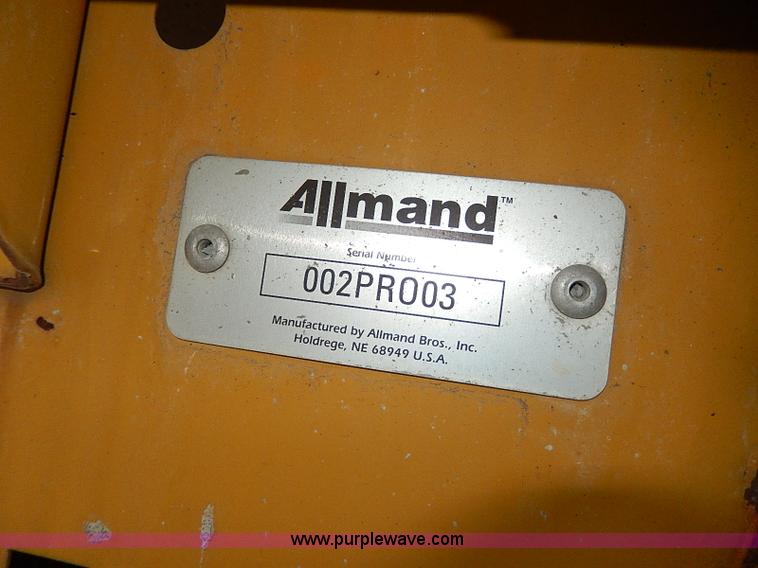 Allmand™
Serial Number
002PRO03
Manufactured by Allmand Bros., Inc.
Holdrege, NE 68949 U.S.A.
www.purplewave.com